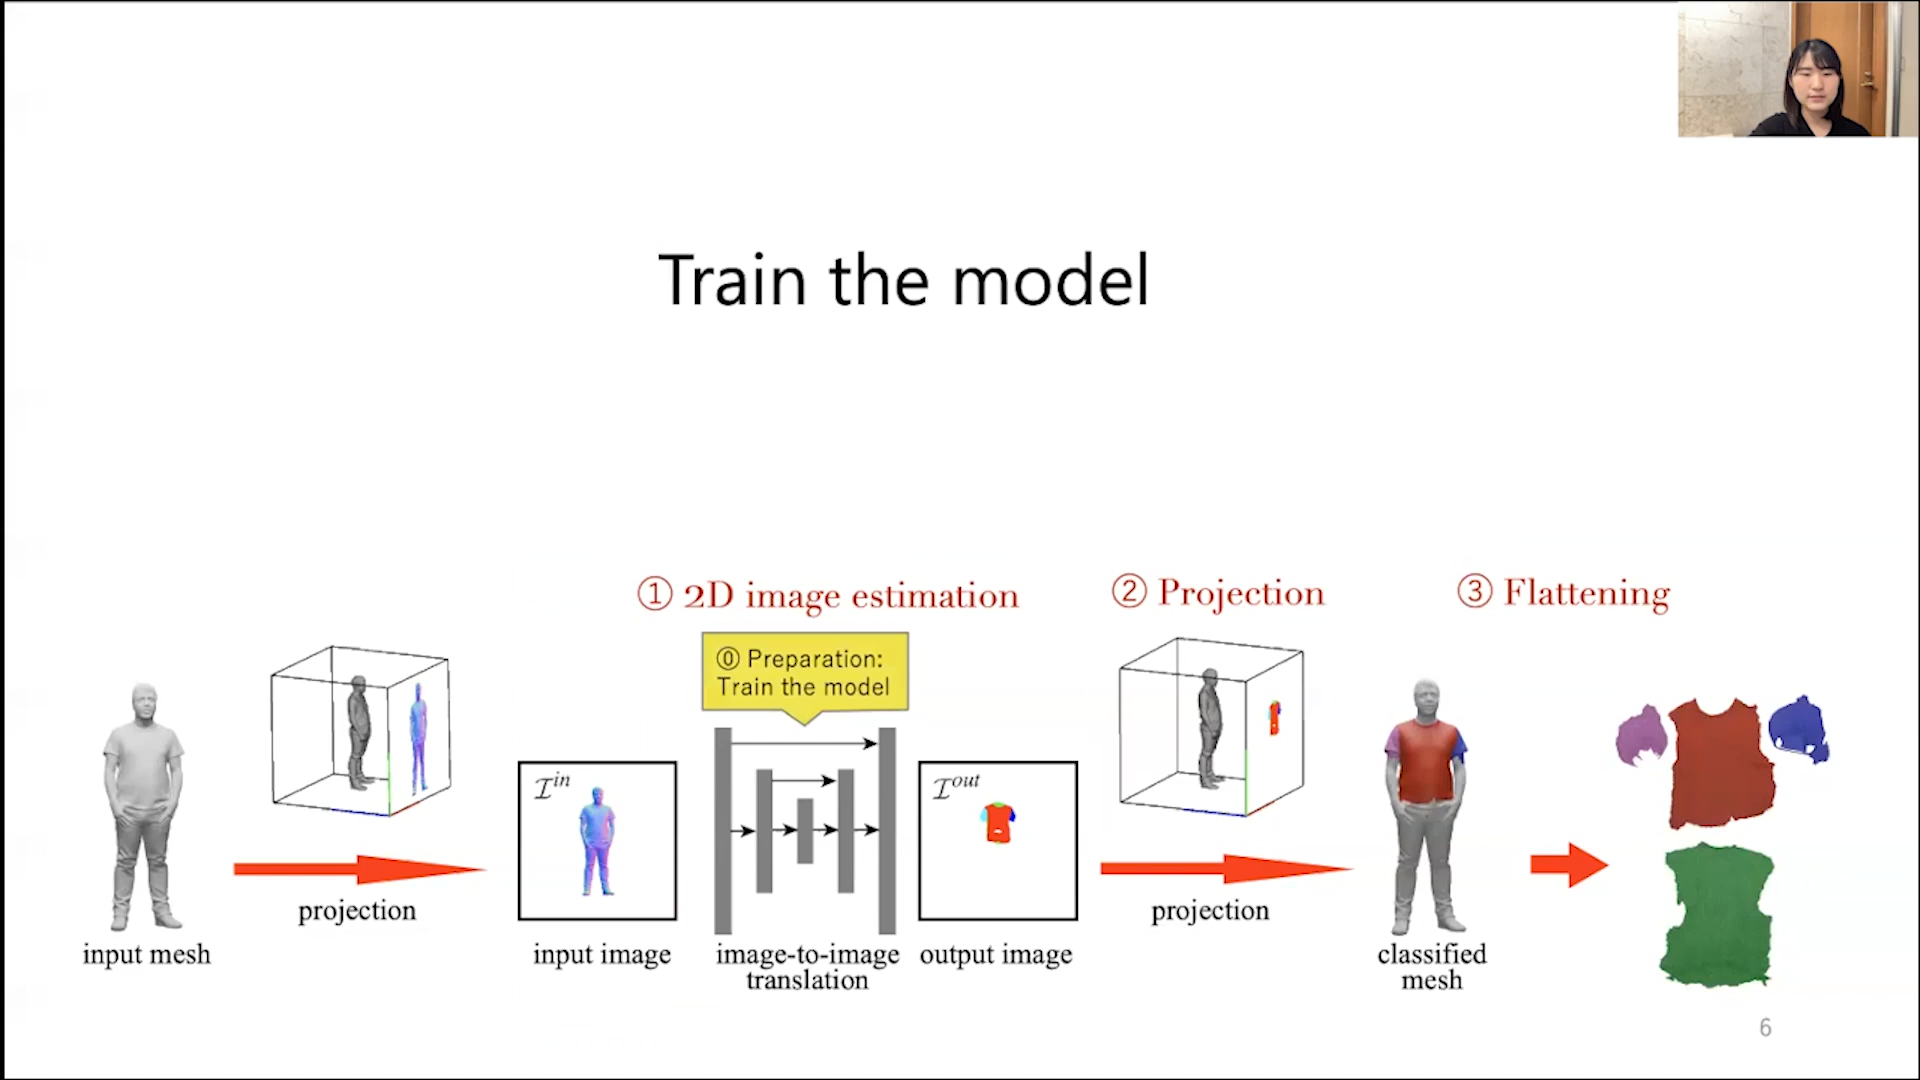 Train the model
① 2D image estimation
② Projection
③ Flattening
⓪ Preparation:
Train the model
I^in
I^out
projection
projection
input mesh
input image
image-to-image
translation
output image
classified
mesh
6